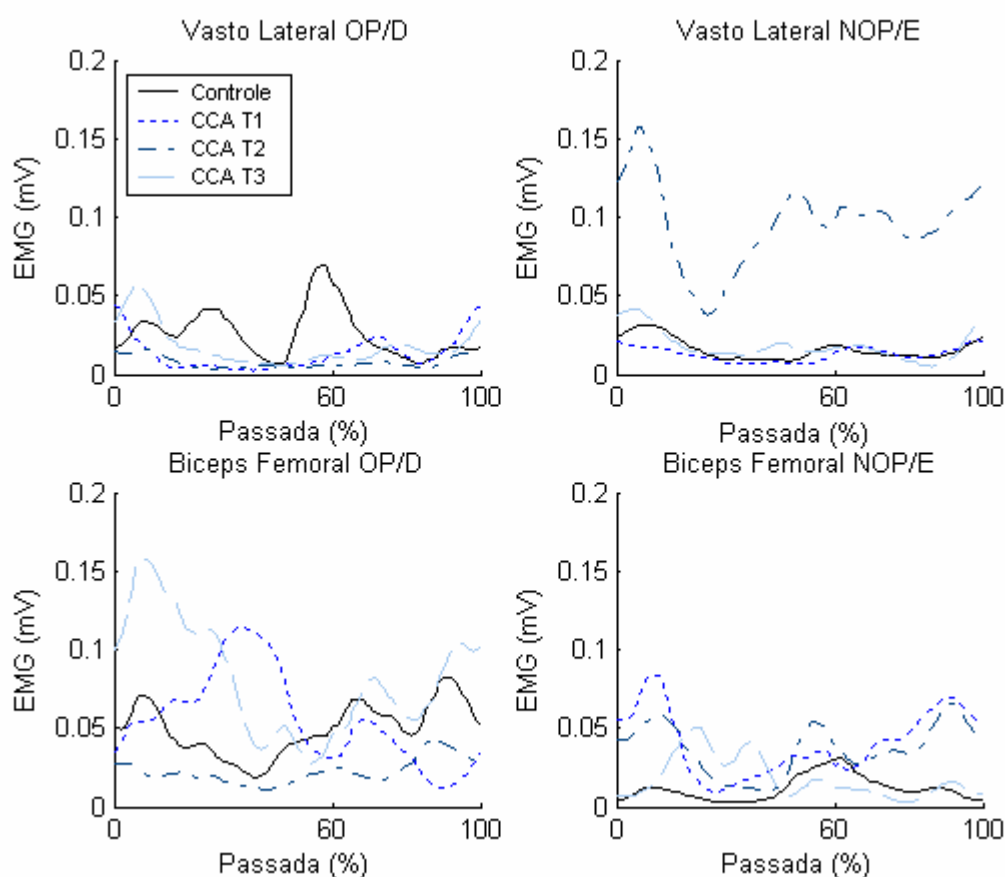 Vasto Lateral OP/D
EMG (mV)
0.2
0.15
0.1
0.05
0
Controle
CCA T1
CCA T2
CCA T3
0 60 100
Passada (%)
Vasto Lateral NOP/E
EMG (mV)
0.2
0.15
0.1
0.05
0
0 60 100
Passada (%)
Biceps Femoral OP/D
EMG (mV)
0.2
0.15
0.1
0.05
0
0 60 100
Passada (%)
Biceps Femoral NOP/E
EMG (mV)
0.2
0.15
0.1
0.05
0
0 60 100
Passada (%)